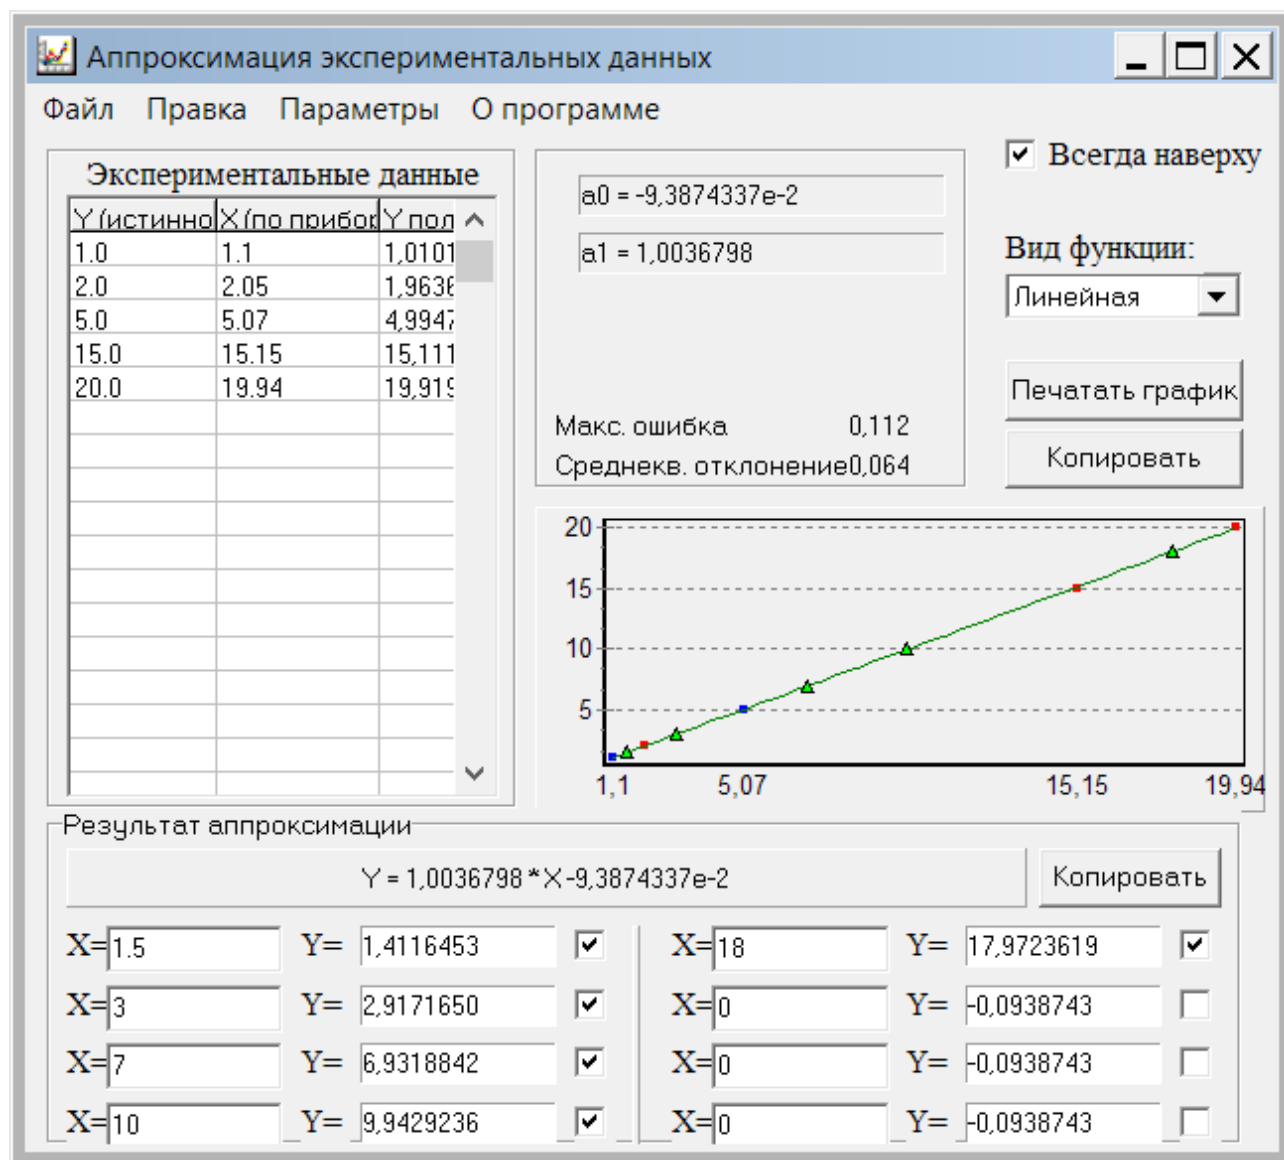 Аппроксимация экспериментальных данных
Файл Правка Параметры О программе
Всегда наверху
Экспериментальные данные
Y (истинно X (по прибор Y пол
1.0 1.1 1,0101
2.0 2.05 1,9636
5.0 5.07 4,9947
15.0 15.15 15,111
20.0 19.94 19,919
a0 = -9,3874337e-2
a1 = 1,0036798
Макс. ошибка 0,112
Среднекв. отклонение 0,064
Вид функции:
Линейная
Печатать график
Копировать
20
15
10
5
1,1 5,07 15,15 19,94
Результат аппроксимации
Y = 1,0036798 * X -9,3874337e-2
Копировать
X= 1.5 Y= 1,4116453 X= 18 Y= 17,9723619
X= 3 Y= 2,9171650 X= 0 Y= -0,0938743
X= 7 Y= 6,9318842 X= 0 Y= -0,0938743
X= 10 Y= 9,9429236 X= 0 Y= -0,0938743